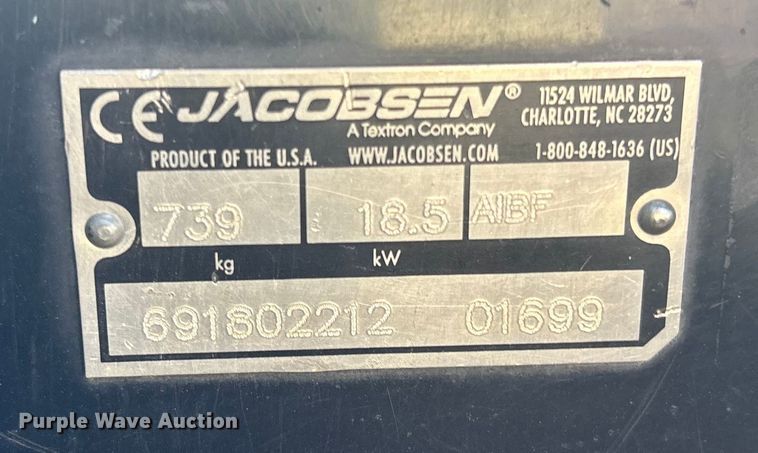 CE JACOBSEN®
A Textron Company
11524 WILMAR BLVD,
CHARLOTTE, NC 28273
PRODUCT OF THE U.S.A. WWW.JACOBSEN.COM 1-800-848-1636 (US)
739 18.5 AIBF
kg kW
691802212 01699
Purple Wave Auction